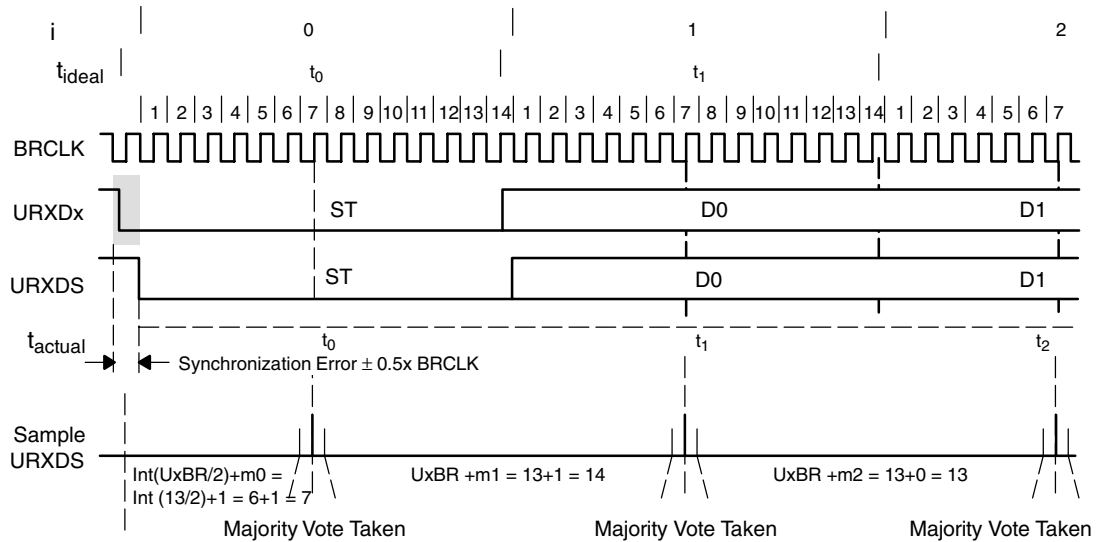 i 0 1 2
tideal t0 t1
1 2 3 4 5 6 7 8 9 10 11 12 13 14 1 2 3 4 5 6 7 8 9 10 11 12 13 14 1 2 3 4 5 6 7
BRCLK
URXDx ST D0 D1
URXDS ST D0 D1
tactual t0 t1 t2
Synchronization Error ± 0.5x BRCLK
Sample
URXDS
Int(UxBR/2)+m0 =
Int (13/2)+1 = 6+1 = 7
UxBR +m1 = 13+1 = 14
UxBR +m2 = 13+0 = 13
Majority Vote Taken Majority Vote Taken Majority Vote Taken